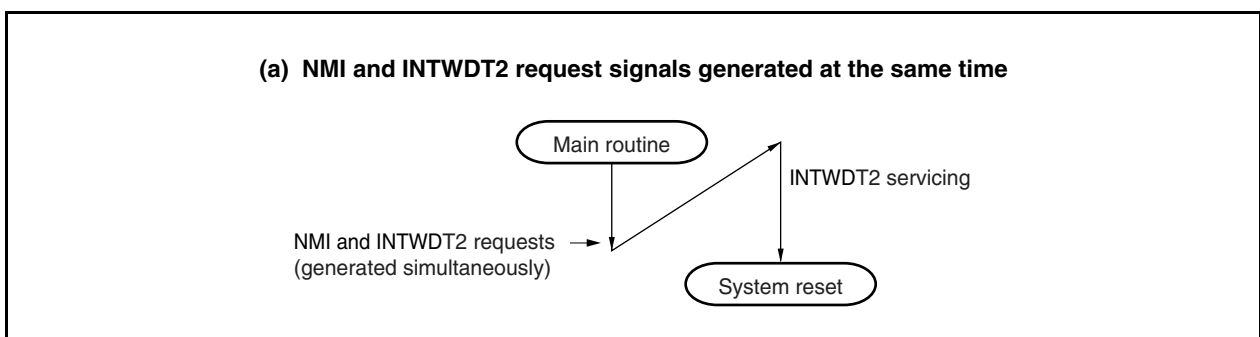 (a) NMI and INTWDT2 request signals generated at the same time
Main routine
INTWDT2 servicing
NMI and INTWDT2 requests
(generated simultaneously)
System reset